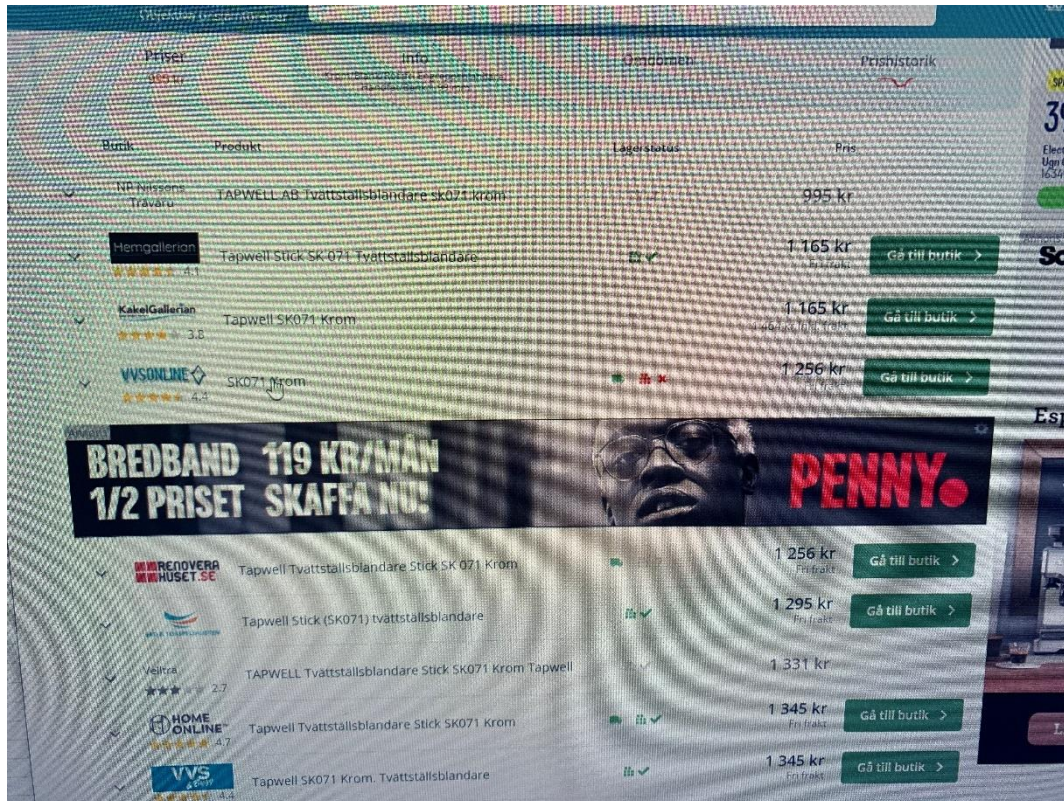 Priser
Info
Omdömen
Prishistorik
Butik
Produkt
Lagerstatus
Pris
NP Nilssons
Trävaru
TAPWELL AB Tvättställsblandare sk071 krom
995 kr
Hemgallerian
4.1
Tapwell Stick SK 071 Tvättställsblandare
1 165 kr
Fri frakt
Gå till butik
KakelGallerian
3.8
Tapwell SK071 Krom
1 165 kr
Gå till butik
VVSONLINE
4.4
SK071 Krom
1 256 kr
Fri frakt
Gå till butik
BREDBAND 119 KR/MÅN
1/2 PRISET SKAFFA NU!
PENNY.
RENOVERA
HUSET.SE
Tapwell Tvättställsblandare Stick SK 071 Krom
1 256 kr
Fri frakt
Gå till butik
Tapwell Stick (SK071) tvättställsblandare
1 295 kr
Fri frakt
Gå till butik
Velltra
2.7
TAPWELL Tvättställsblandare Stick SK071 Krom Tapwell
1 331 kr
HOME
ONLINE
4.7
Tapwell Tvättställsblandare Stick SK071 Krom
1 345 kr
Fri frakt
Gå till butik
VVS
4.4
Tapwell SK071 Krom. Tvättställsblandare
1 345 kr
Fri frakt
Gå till butik